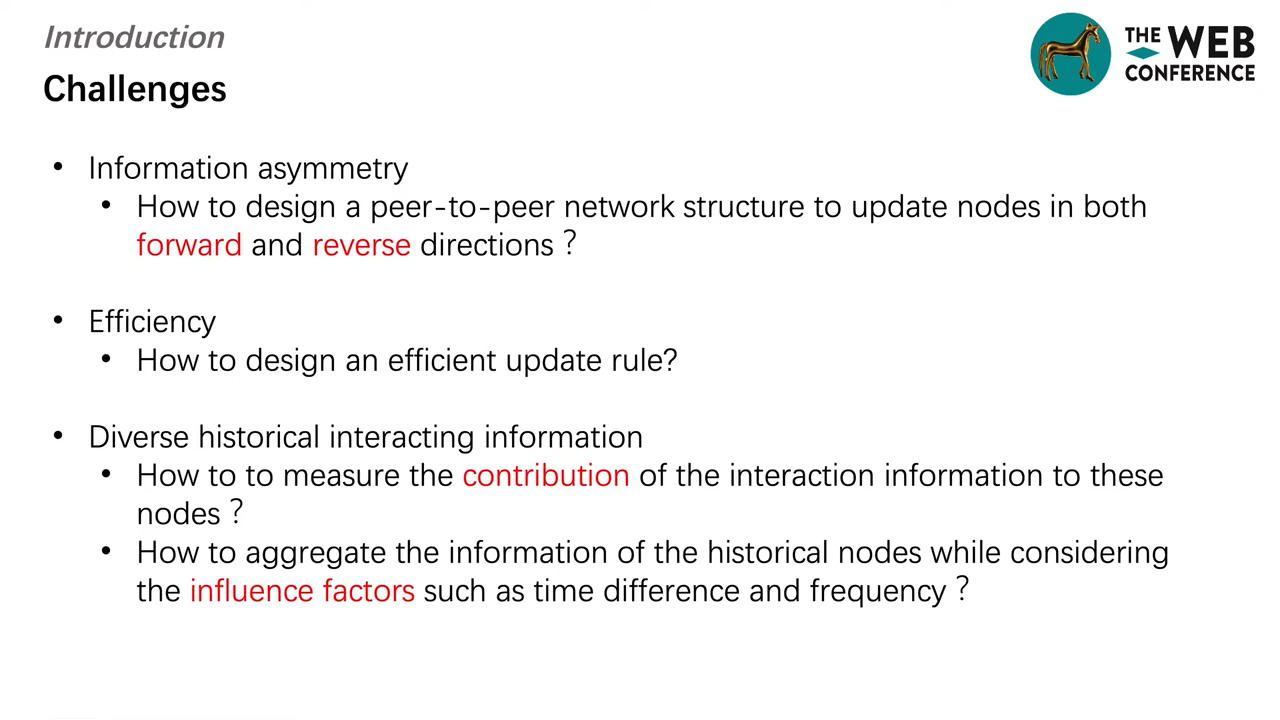 Introduction
THE WEB
CONFERENCE
Challenges
• Information asymmetry
• How to design a peer-to-peer network structure to update nodes in both
forward and reverse directions？
• Efficiency
• How to design an efficient update rule?
• Diverse historical interacting information
• How to to measure the contribution of the interaction information to these
nodes？
• How to aggregate the information of the historical nodes while considering
the influence factors such as time difference and frequency？